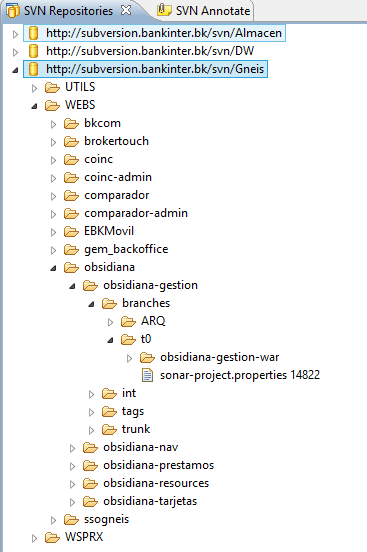 SVN Repositories SVN Annotate
http://subversion.bankinter.bk/svn/Almacen
http://subversion.bankinter.bk/svn/DW
http://subversion.bankinter.bk/svn/Gneis
UTILS
WEBS
bkcom
brokertouch
coinc
coinc-admin
comparador
comparador-admin
EBKMovil
gem_backoffice
obsidiana
obsidiana-gestion
branches
ARQ
t0
obsidiana-gestion-war
sonar-project.properties 14822
int
tags
trunk
obsidiana-nav
obsidiana-prestamos
obsidiana-resources
obsidiana-tarjetas
ssogneis
WSPRX